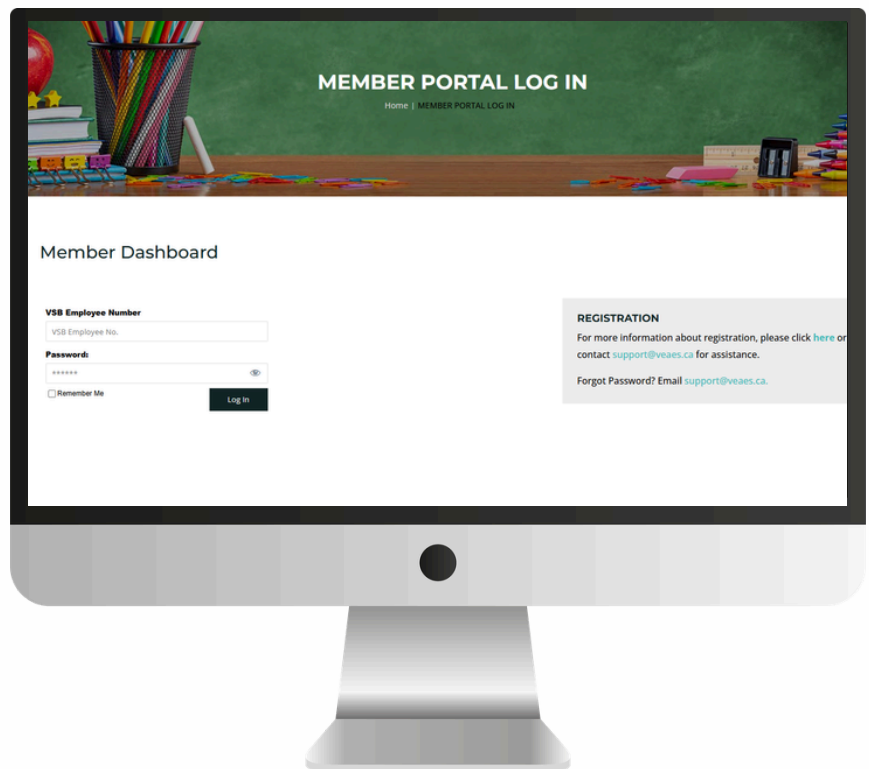 MEMBER PORTAL LOG IN
Home | MEMBER PORTAL LOG IN
Member Dashboard
VSB Employee Number
VSB Employee No.
Password:
******
Remember Me
Log In
REGISTRATION
For more information about registration, please click here or
contact support@veaes.ca for assistance.
Forgot Password? Email support@veaes.ca.